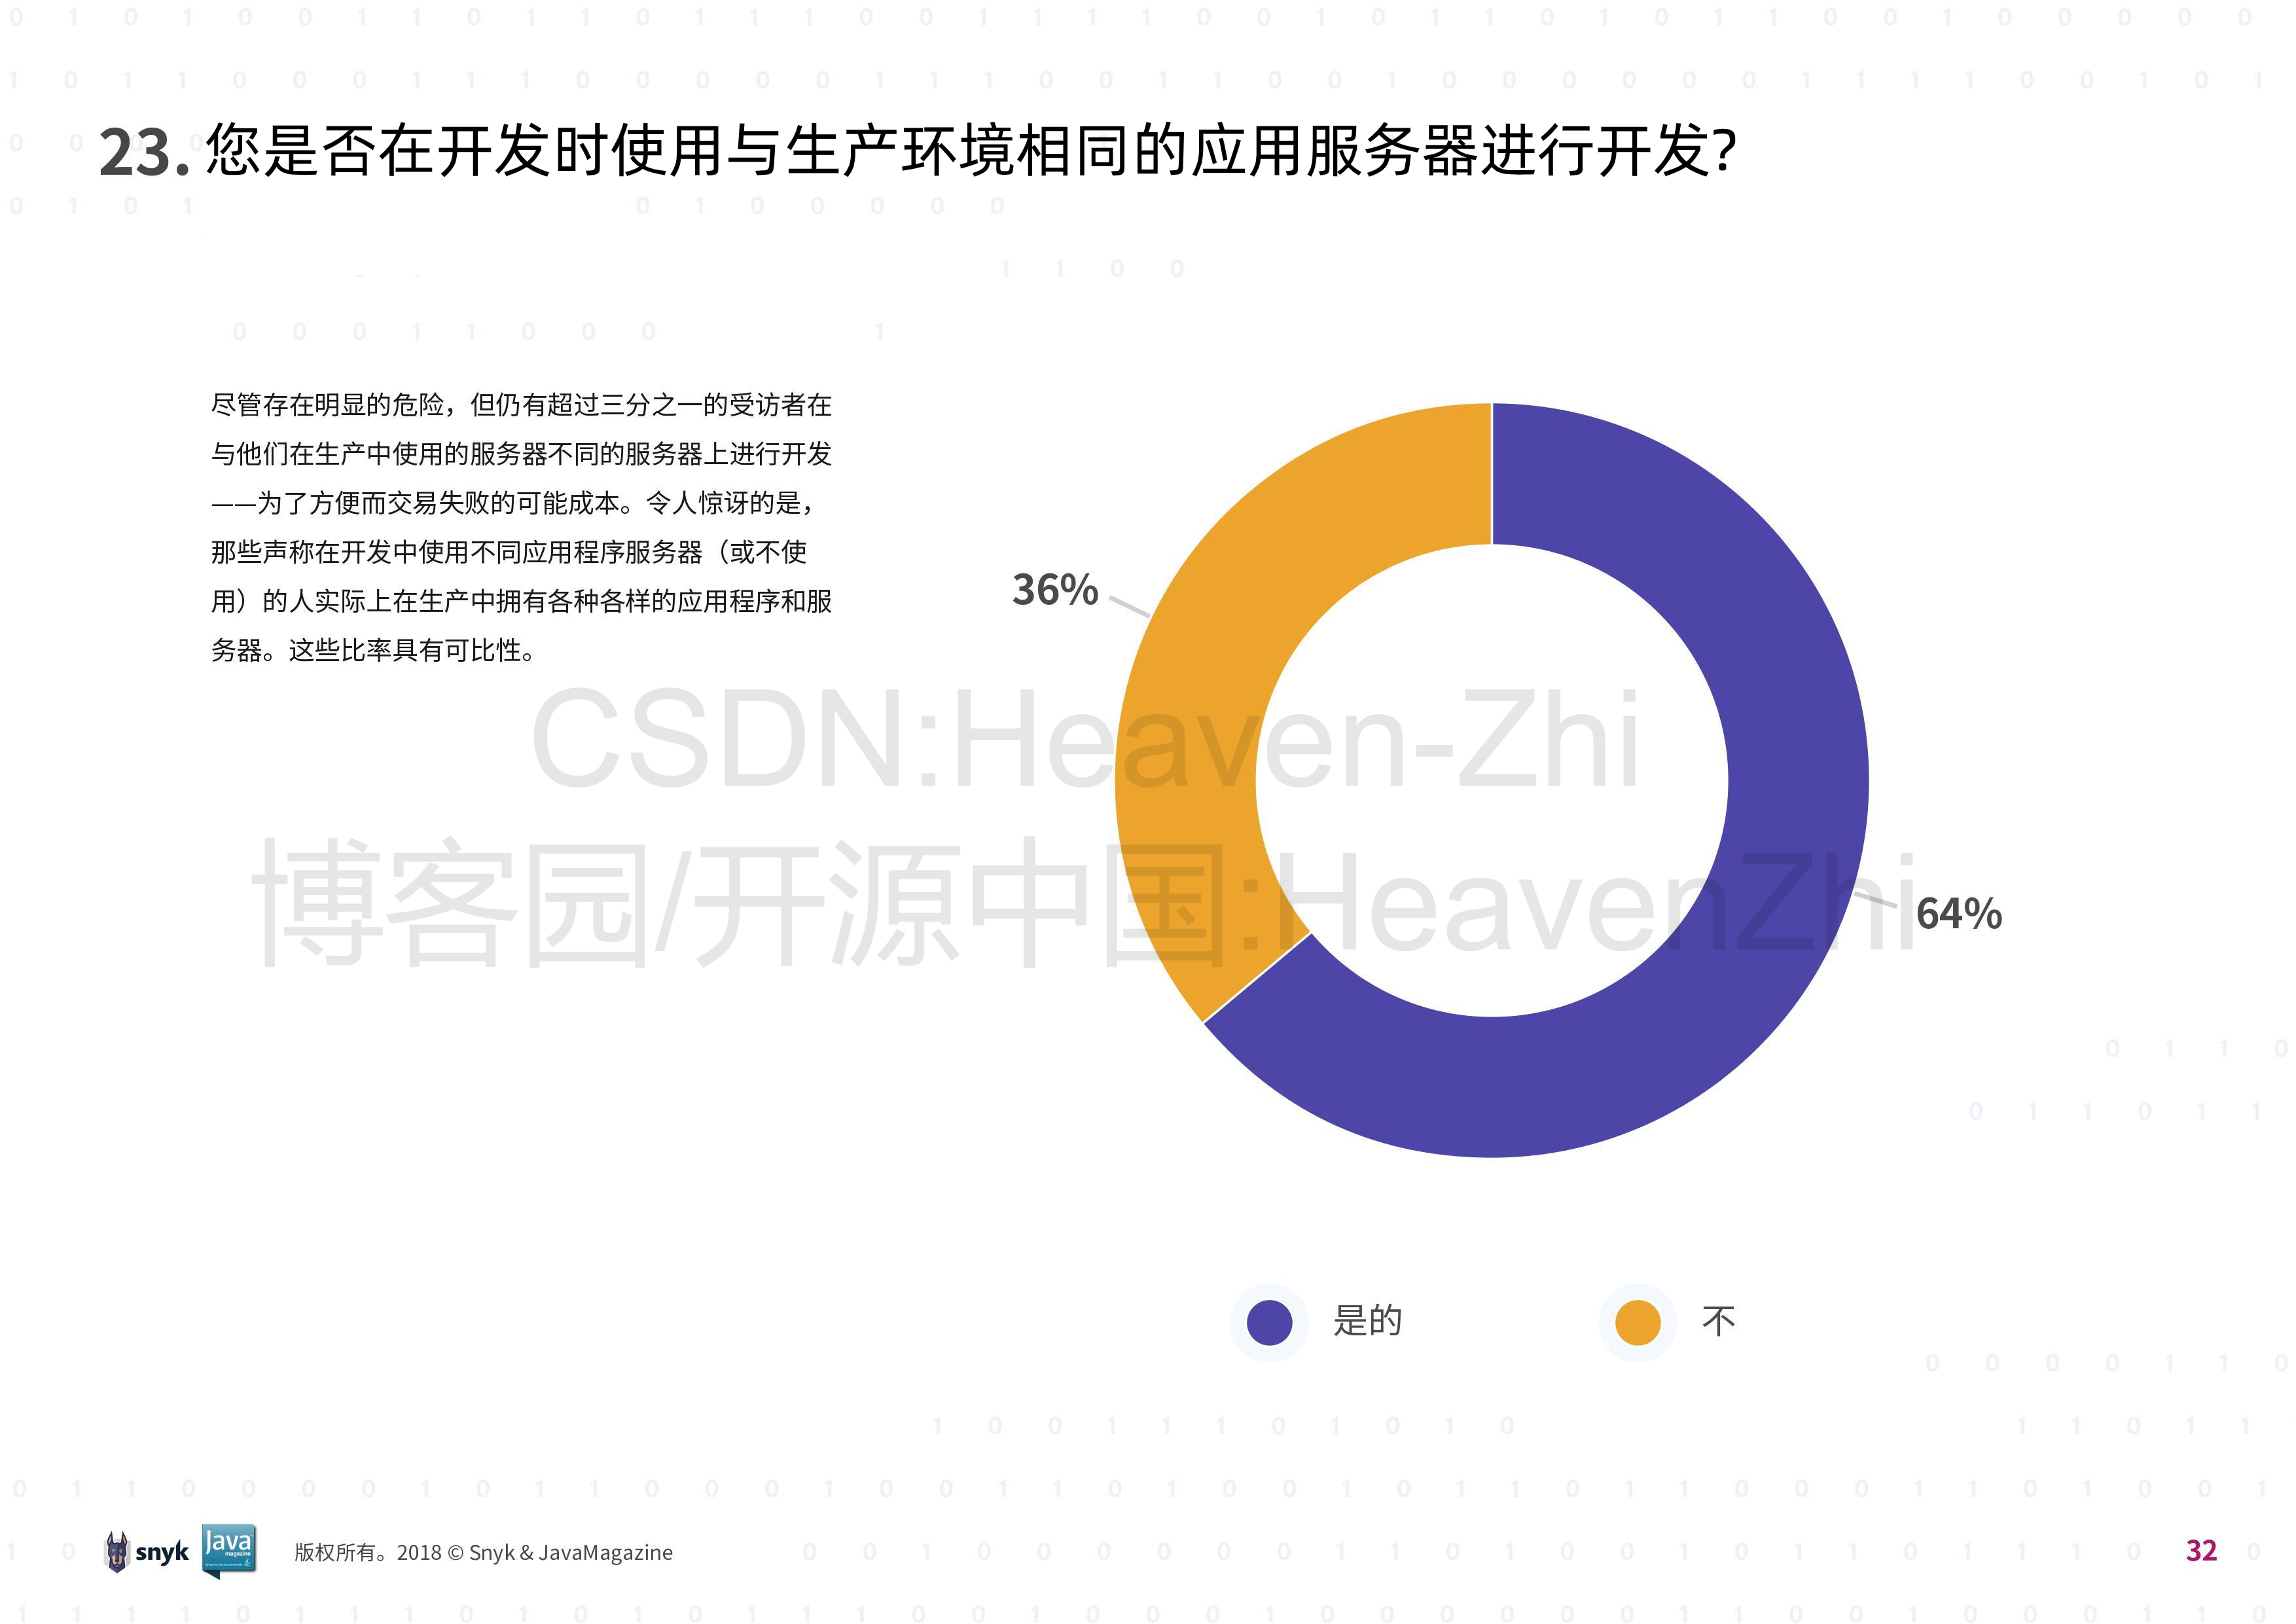 23. 您是否在开发时使用与生产环境相同的应用服务器进行开发?
尽管存在明显的危险，但仍有超过三分之一的受访者在
与他们在生产中使用的服务器不同的服务器上进行开发
——为了方便而交易失败的可能成本。令人惊讶的是，
那些声称在开发中使用不同应用程序服务器（或不使
用）的人实际上在生产中拥有各种各样的应用程序和服
务器。这些比率具有可比性。
36%
64%
CSDN:Heaven-Zhi
博客园/开源中国:HeavenZhi
是的
不
snyk
Java
magazine
版权所有。2018 © Snyk & JavaMagazine
32